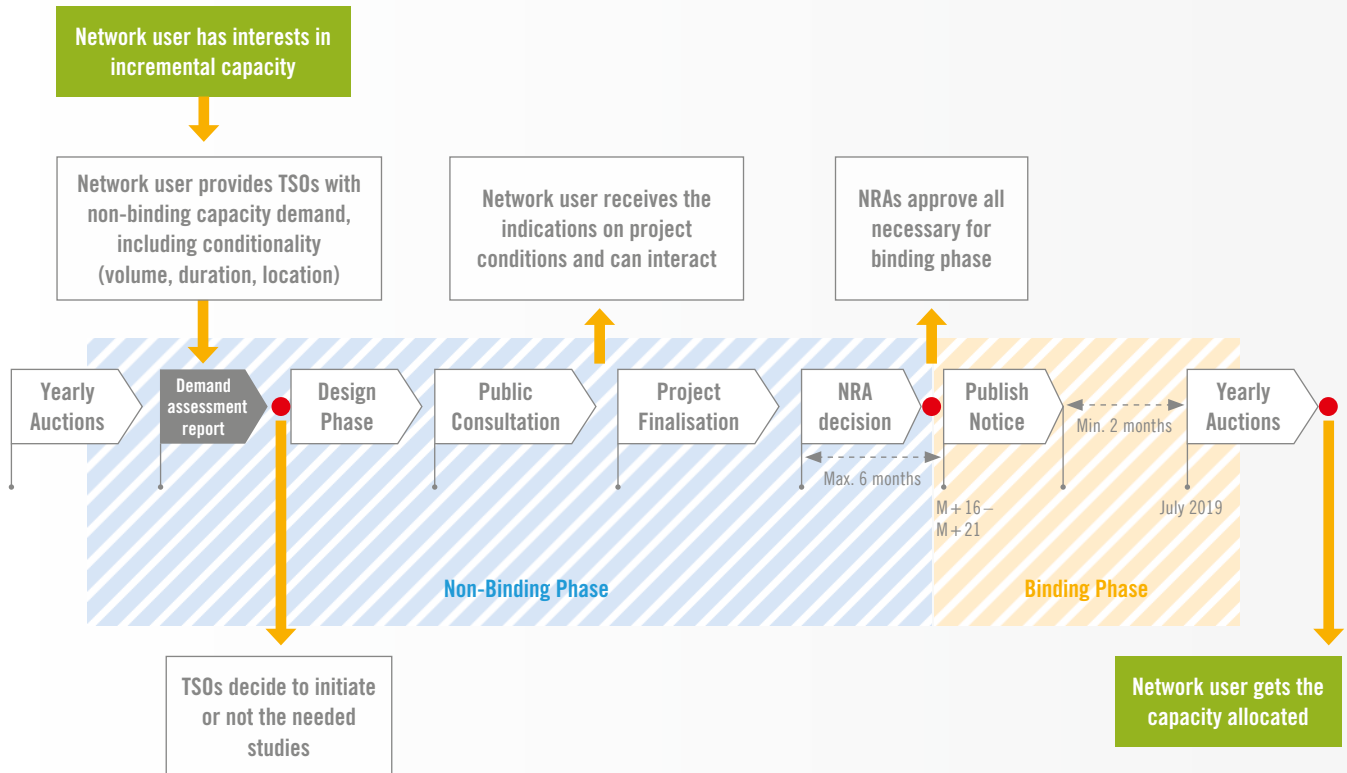 Network user has interests in
incremental capacity
Network user provides TSOs with
non-binding capacity demand,
including conditionality
(volume, duration, location)
Network user receives the
indications on project
conditions and can interact
NRAs approve all
necessary for
binding phase
Yearly
Auctions
Demand
assessment
report
Design
Phase
Public
Consultation
Project
Finalisation
NRA
decision
Publish
Notice
Yearly
Auctions
Min. 2 months
Max. 6 months
M + 16 –
M + 21
July 2019
Non-Binding Phase
Binding Phase
TSOs decide to initiate
or not the needed
studies
Network user gets the
capacity allocated